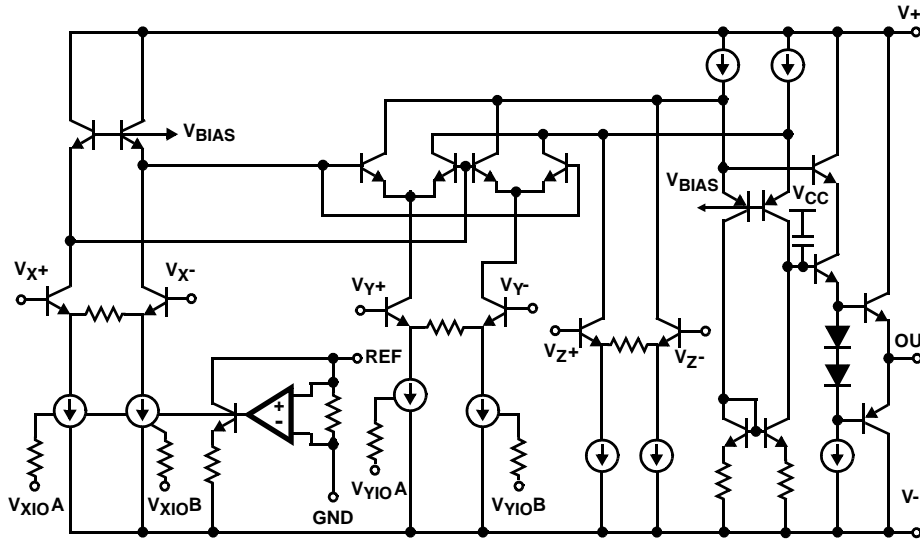 V+
VBIAS
VBIAS
VCC
VX+
VX-
VY+
VY-
VZ+
VZ-
REF
OU
+
-
VXIOA
VXIOB
VYIOA
VYIOB
GND
V-